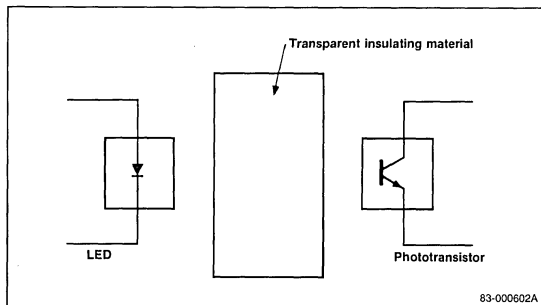 Transparent insulating material
LED
Phototransistor
83-000602A